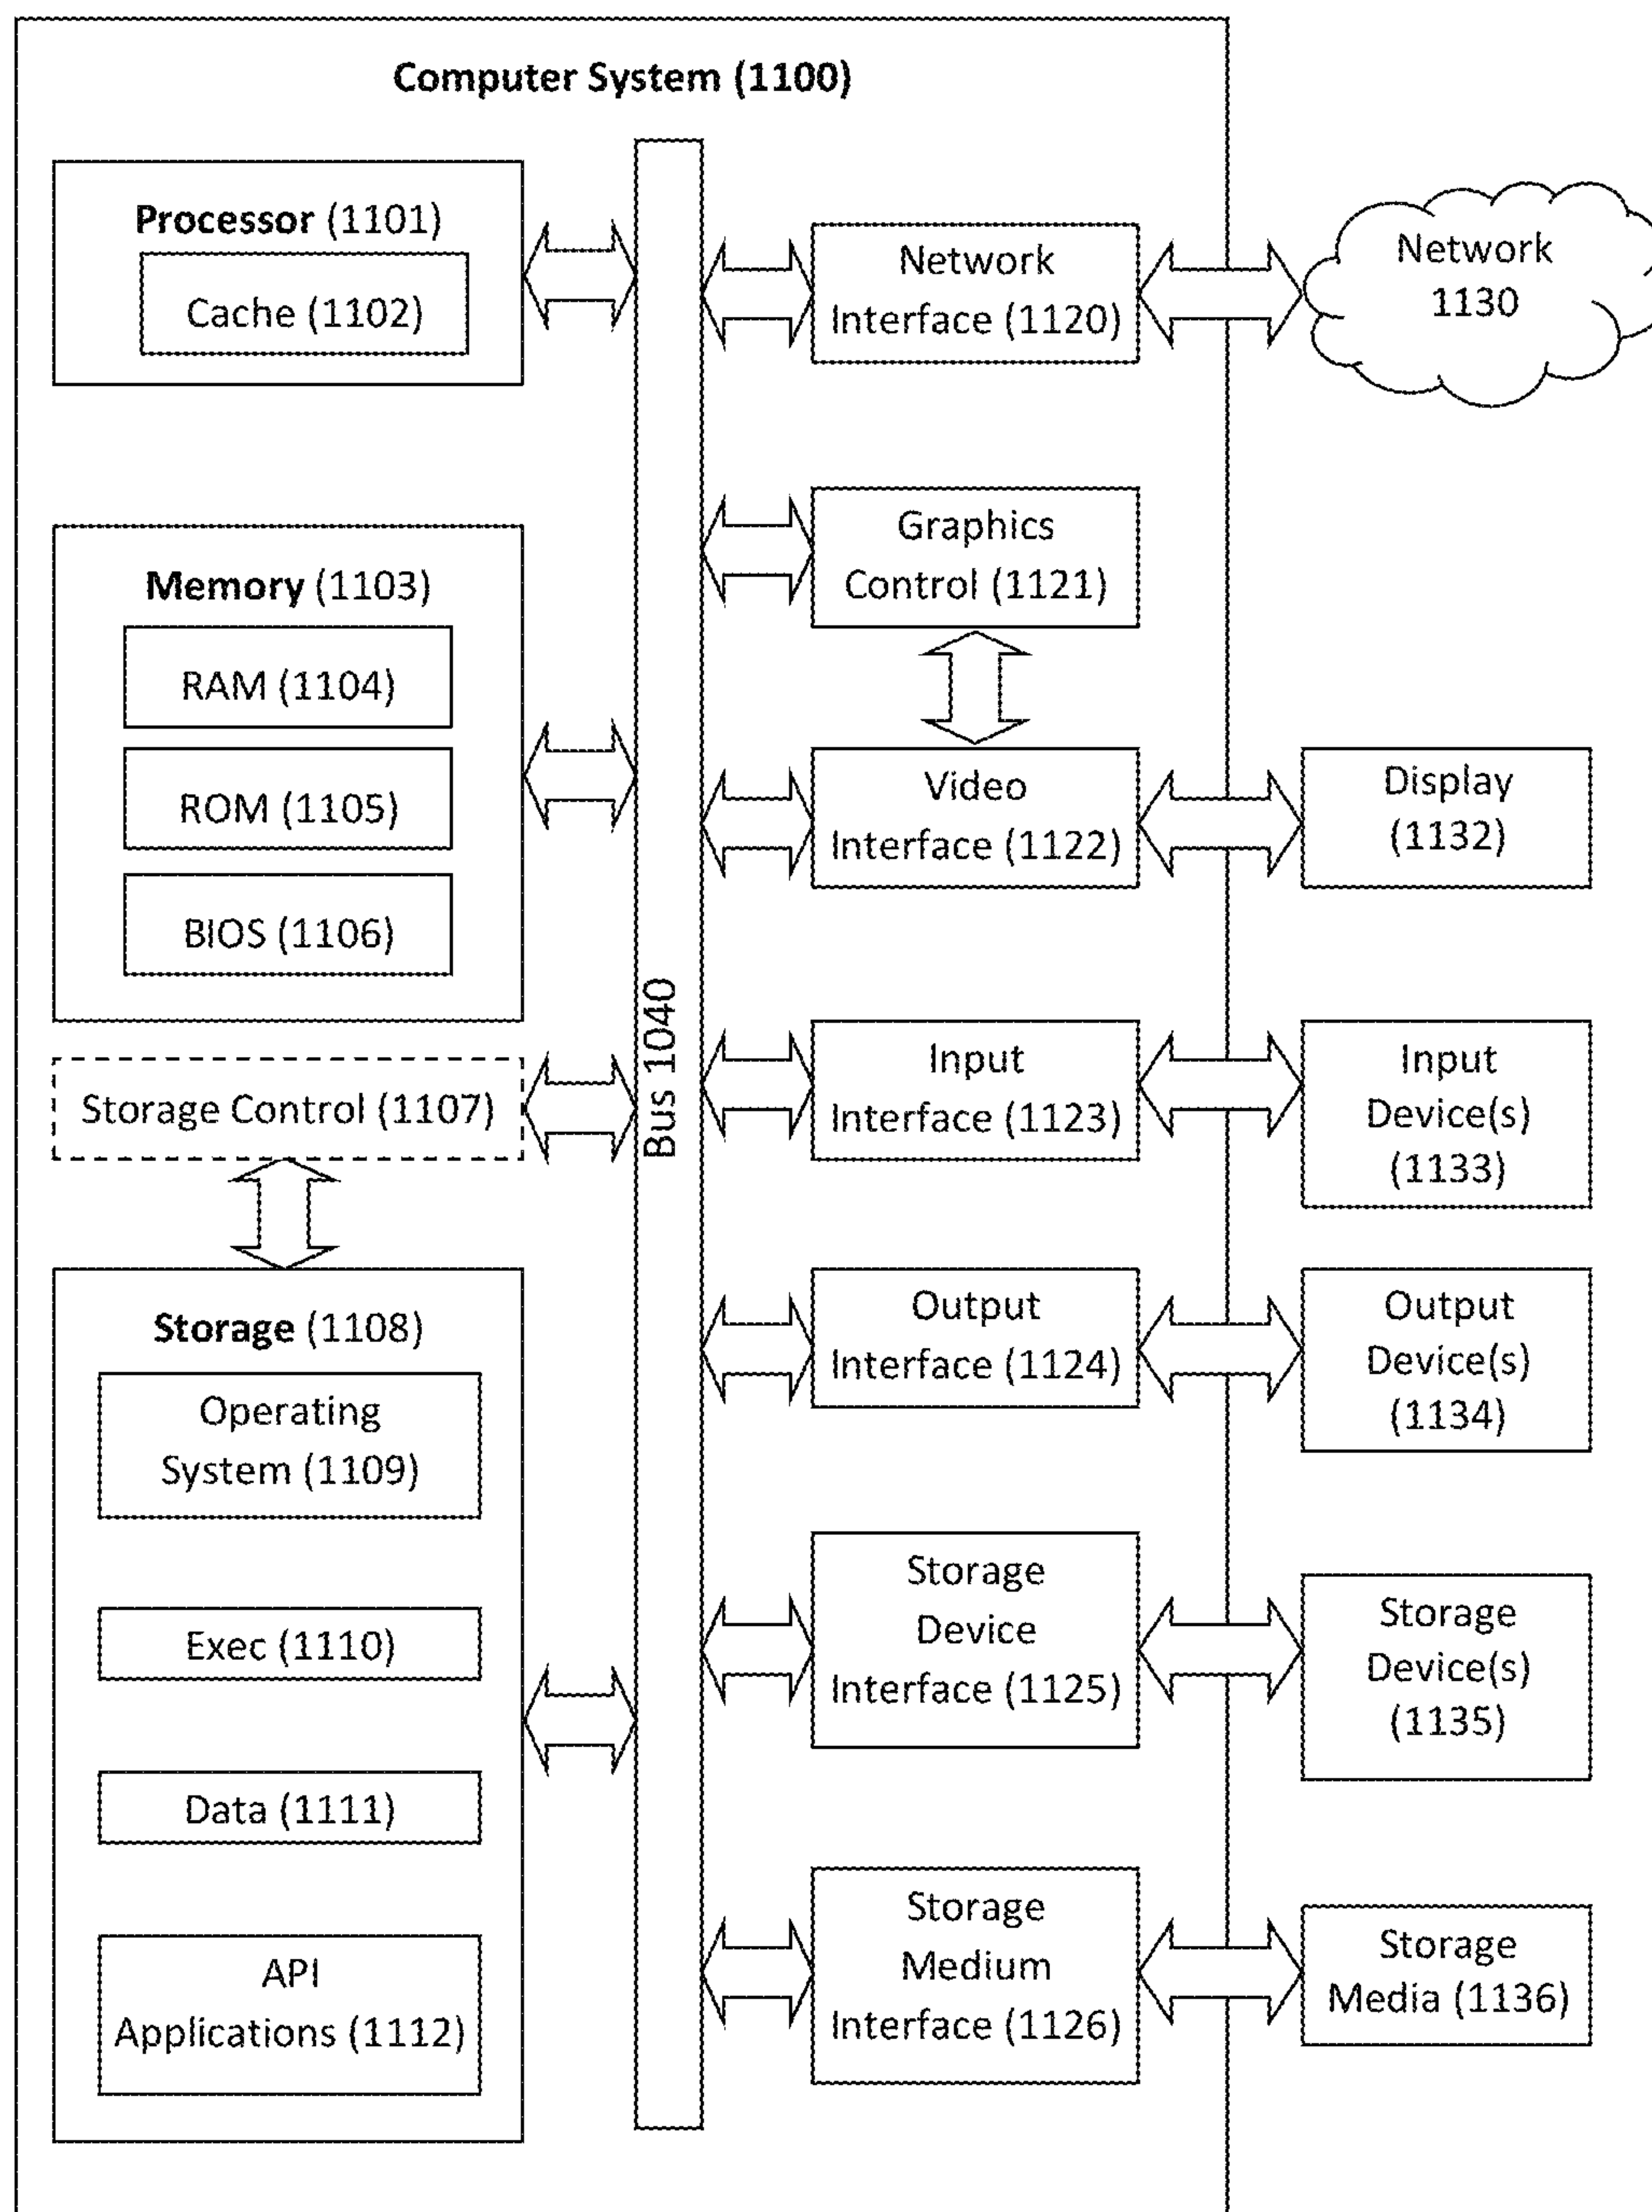 Computer System (1100)
Processor (1101)
Cache (1102)
Memory (1103)
RAM (1104)
ROM (1105)
BIOS (1106)
Storage Control (1107)
Storage (1108)
Operating
System (1109)
Exec (1110)
Data (1111)
API
Applications (1112)
Bus 1040
Network
Interface (1120)
Graphics
Control (1121)
Video
Interface (1122)
Input
Interface (1123)
Output
Interface (1124)
Storage
Device
Interface (1125)
Storage
Medium
Interface (1126)
Network
1130
Display
(1132)
Input
Device(s)
(1133)
Output
Device(s)
(1134)
Storage
Device(s)
(1135)
Storage
Media (1136)